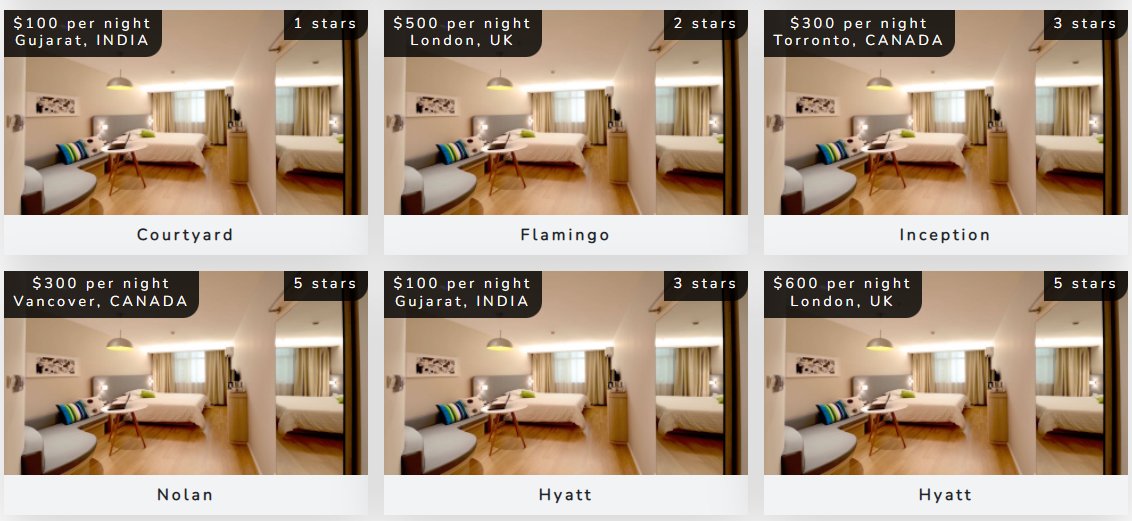 $100 per night
Gujarat, INDIA
1 stars
$500 per night
London, UK
2 stars
$300 per night
Torronto, CANADA
3 stars
Courtyard
Flamingo
Inception
$300 per night
Vancover, CANADA
5 stars
$100 per night
Gujarat, INDIA
3 stars
$600 per night
London, UK
5 stars
Nolan
Hyatt
Hyatt